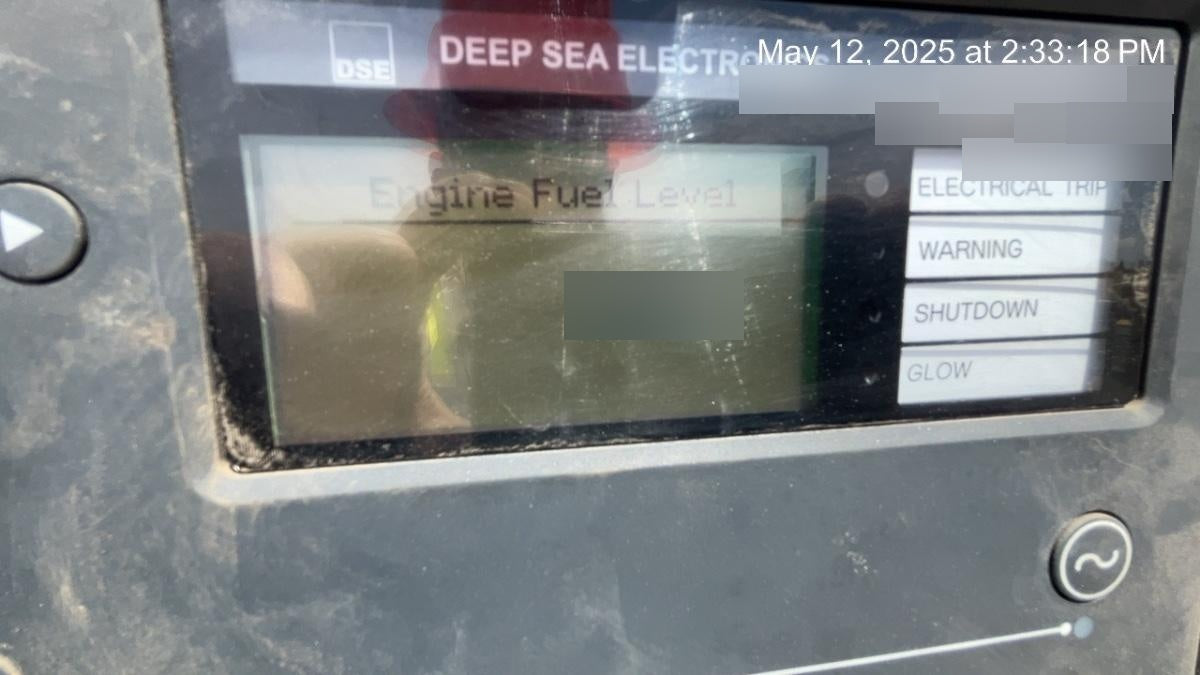 May 12, 2025 at 2:33:18 PM
DSE
DEEP SEA
Engine Fuel Level
ELECTRICAL TRIP
WARNING
SHUTDOWN
GLOW